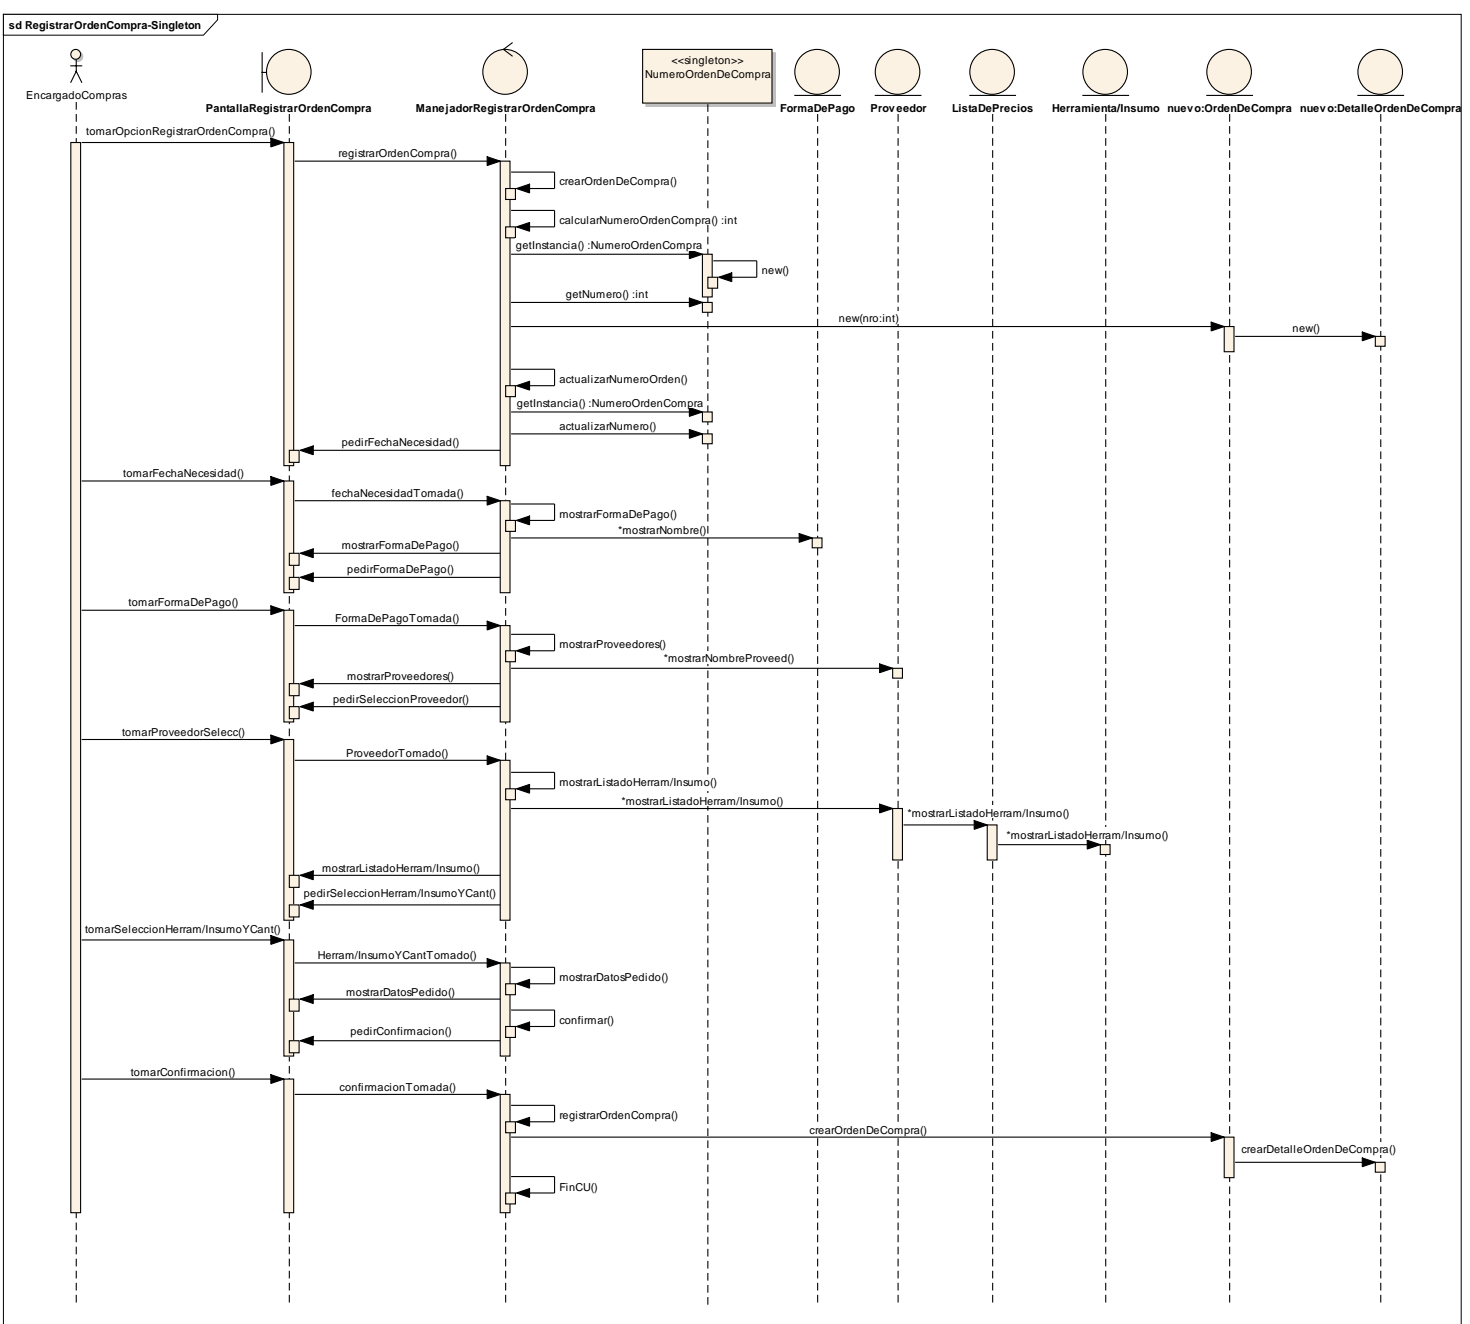 sd RegistrarOrdenCompra-Singleton
EncargadoCompras
PantallaRegistrarOrdenCompra
ManejadorRegistrarOrdenCompra
<<singleton>>
NumeroOrdenDeCompra
FormaDePago
Proveedor
ListaDePrecios
Herramienta/Insumo
nuevo:OrdenDeCompra
nuevo:DetalleOrdenDeCompra
tomarOpcionRegistrarOrdenCompra()
registrarOrdenCompra()
crearOrdenDeCompra()
calcularNumeroOrdenCompra() :int
getInstancia() :NumeroOrdenCompra
new()
getNumero() :int
new(nro:int)
new()
actualizarNumeroOrden()
getInstancia() :NumeroOrdenCompra
actualizarNumero()
pedirFechaNecesidad()
tomarFechaNecesidad()
fechaNecesidadTomada()
mostrarFormaDePago()
*mostrarNombre()
mostrarFormaDePago()
pedirFormaDePago()
tomarFormaDePago()
FormaDePagoTomada()
mostrarProveedores()
*mostrarNombreProveed()
mostrarProveedores()
pedirSeleccionProveedor()
tomarProveedorSelecc()
ProveedorTomado()
mostrarListadoHerram/Insumo()
*mostrarListadoHerram/Insumo()
*mostrarListadoHerram/Insumo()
*mostrarListadoHerram/Insumo()
mostrarListadoHerram/Insumo()
pedirSeleccionHerram/InsumoYCant()
tomarSeleccionHerram/InsumoYCant()
Herram/InsumoYCantTomado()
mostrarDatosPedido()
mostrarDatosPedido()
confirmar()
pedirConfirmacion()
tomarConfirmacion()
confirmacionTomada()
registrarOrdenCompra()
crearOrdenDeCompra()
crearDetalleOrdenDeCompra()
FinCU()